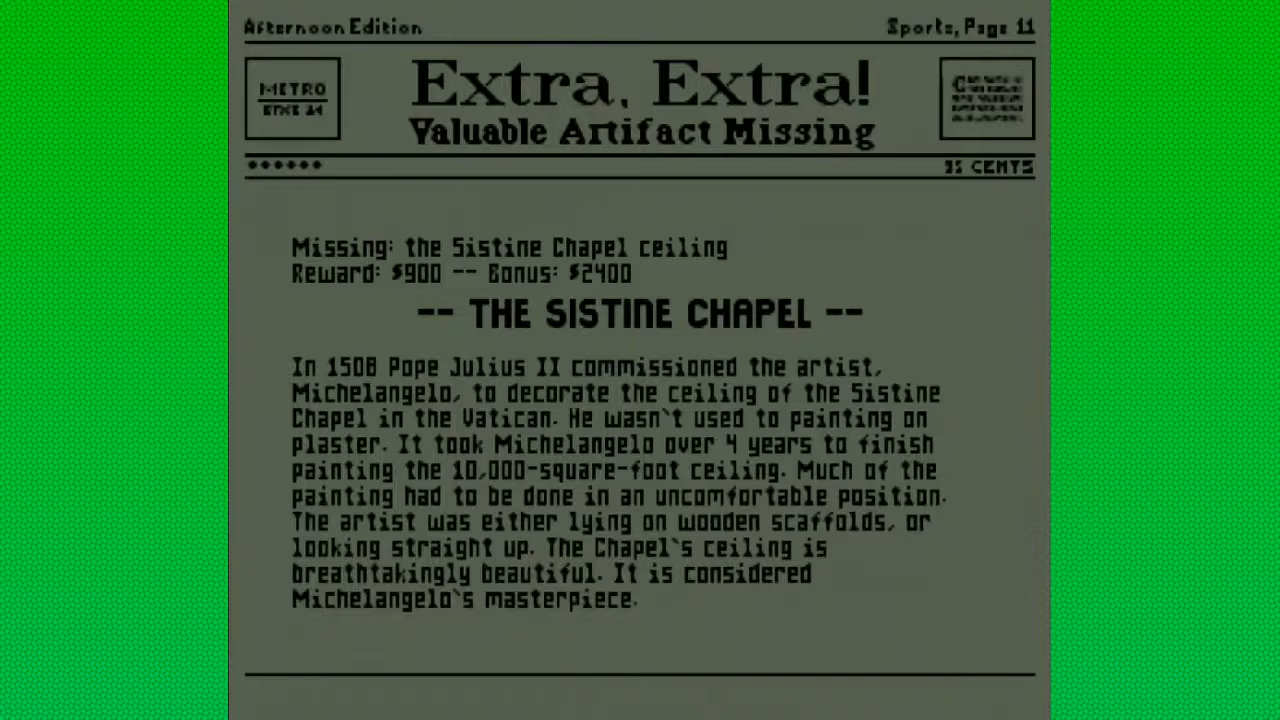 Afternoon Edition
Sports, Page 11
METRO
Extra, Extra!
Valuable Artifact Missing
35 CENTS
Missing: the Sistine Chapel ceiling
Reward: $900 -- Bonus: $2400
-- THE SISTINE CHAPEL --
In 1508 Pope Julius II commissioned the artist,
Michelangelo, to decorate the ceiling of the Sistine
Chapel in the Vatican. He wasn`t used to painting on
plaster. It took Michelangelo over 4 years to finish
painting the 10,000-square-foot ceiling. Much of the
painting had to be done in an uncomfortable position.
The artist was either lying on wooden scaffolds, or
looking straight up. The Chapel`s ceiling is
breathtakingly beautiful. It is considered
Michelangelo`s masterpiece.